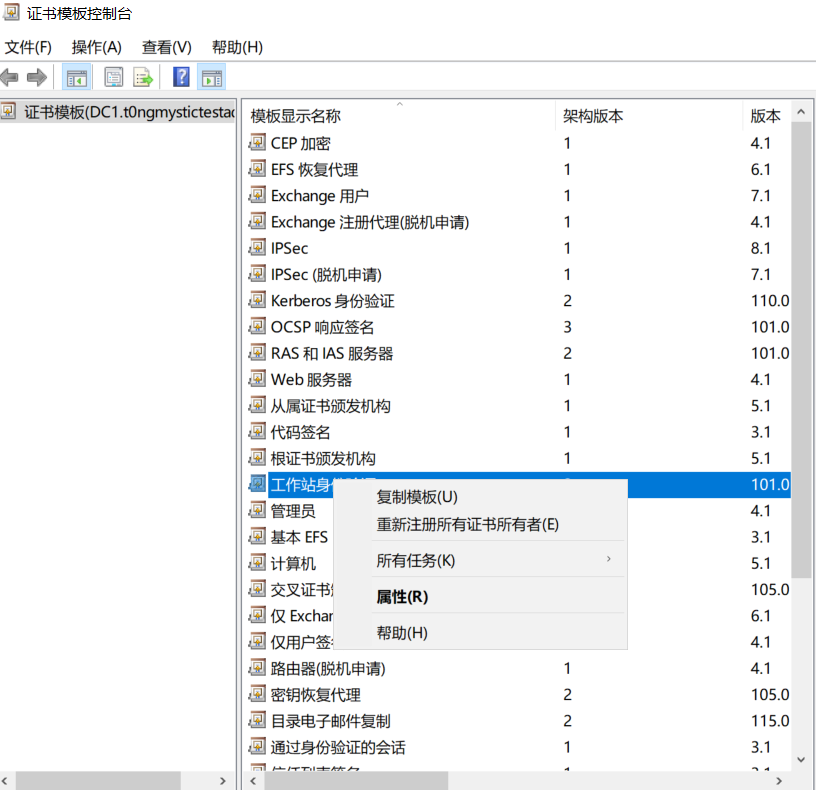 证书模板控制台
文件(F) 操作(A) 查看(V) 帮助(H)
证书模板(DC1.t0ngmystictestad
模板显示名称 架构版本 版本
CEP 加密 1 4.1
EFS 恢复代理 1 6.1
Exchange 用户 1 7.1
Exchange 注册代理(脱机申请) 1 4.1
IPSec 1 8.1
IPSec (脱机申请) 1 7.1
Kerberos 身份验证 2 110.0
OCSP 响应签名 3 101.0
RAS 和 IAS 服务器 2 101.0
Web 服务器 1 4.1
从属证书颁发机构 1 5.1
代码签名 1 3.1
根证书颁发机构 1 5.1
工作站身份验证 101.0
管理员 4.1
基本 EFS 3.1
计算机 5.1
交叉证书 105.0
仅 Exchan 6.1
仅用户签 4.1
复制模板(U)
重新注册所有证书所有者(E)
所有任务(K)
属性(R)
帮助(H)
路由器(脱机申请) 1 4.1
密钥恢复代理 2 105.0
目录电子邮件复制 2 115.0
通过身份验证的会话 1 3.1
信任列表签名 1 3.1